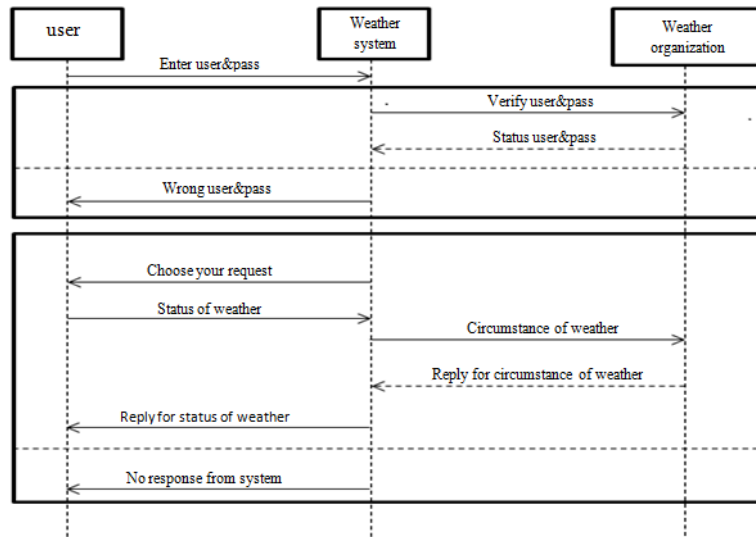 user
Weather
system
Weather
organization
Enter user&pass
Verify user&pass
Status user&pass
Wrong user&pass
Choose your request
Status of weather
Circumstance of weather
Reply for circumstance of weather
Reply for status of weather
No response from system